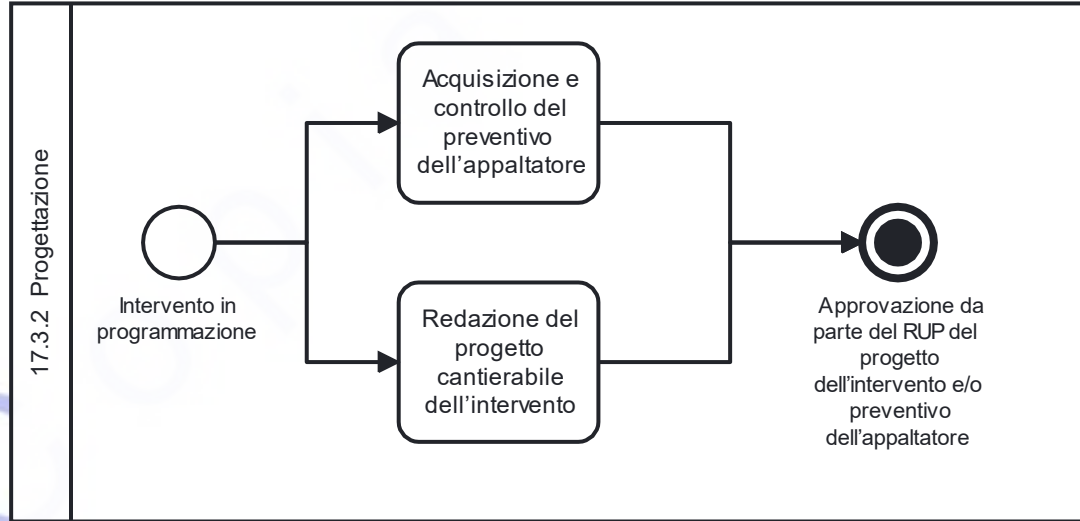 17.3.2 Progettazione
Acquisizione e
controllo del
preventivo
dell'appaltatore
Intervento in
programmazione
Redazione del
progetto
cantierabile
dell'intervento
Approvazione da
parte del RUP del
progetto
dell'intervento e/o
preventivo
dell'appaltatore